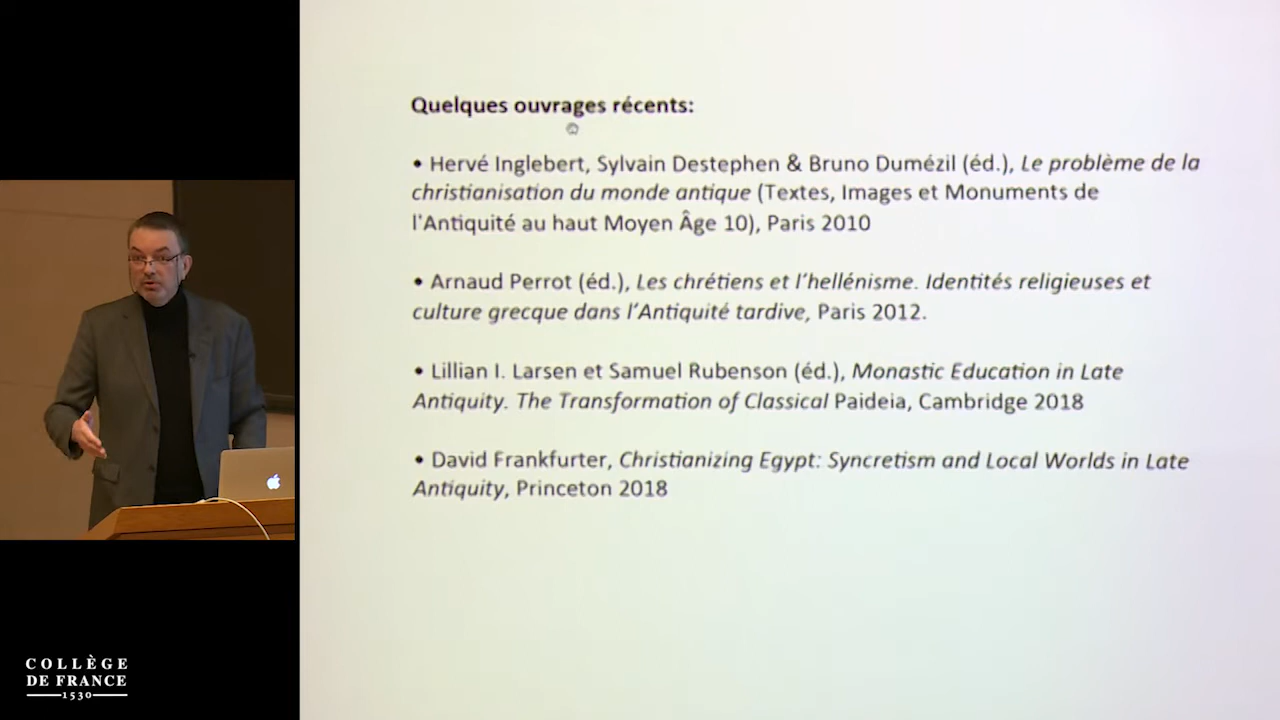 Quelques ouvrages récents:
• Hervé Inglebert, Sylvain Destephen & Bruno Dumézil (éd.), Le problème de la
christianisation du monde antique (Textes, Images et Monuments de
l'Antiquité au haut Moyen Âge 10), Paris 2010
• Arnaud Perrot (éd.), Les chrétiens et l’hellénisme. Identités religieuses et
culture grecque dans l’Antiquité tardive, Paris 2012.
• Lillian I. Larsen et Samuel Rubenson (éd.), Monastic Education in Late
Antiquity. The Transformation of Classical Paideia, Cambridge 2018
• David Frankfurter, Christianizing Egypt: Syncretism and Local Worlds in Late
Antiquity, Princeton 2018
COLLÈGE
DE FRANCE
1530